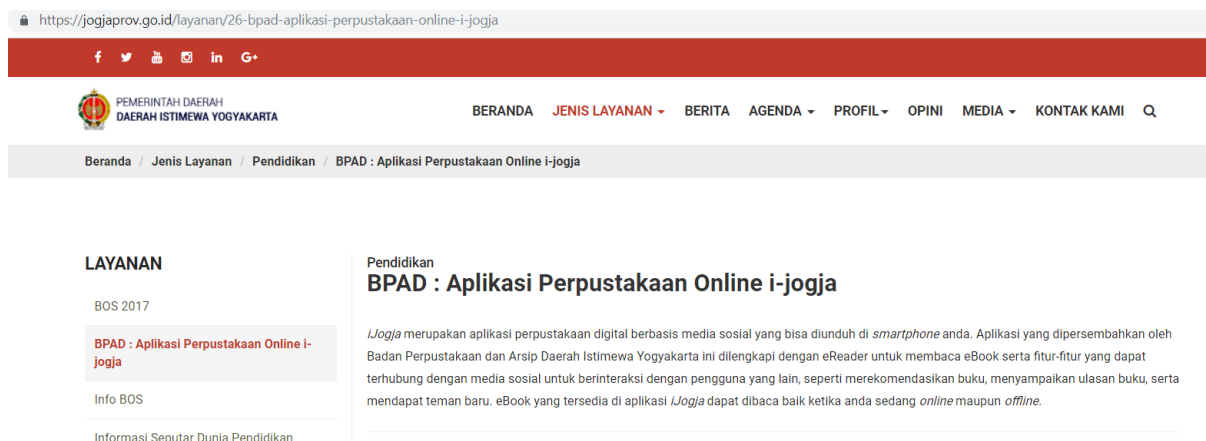 https://jogjaprov.go.id/layanan/26-bpad-aplikasi-perpustakaan-online-i-jogja
PEMERINTAH DAERAH
DAERAH ISTIMEWA YOGYAKARTA
BERANDA JENIS LAYANAN BERITA AGENDA PROFIL OPINI MEDIA KONTAK KAMI
Beranda / Jenis Layanan / Pendidikan / BPAD : Aplikasi Perpustakaan Online i-jogja
LAYANAN
BOS 2017
BPAD : Aplikasi Perpustakaan Online i-
jogja
Info BOS
Informasi Seputar Dunia Pendidikan
Pendidikan
BPAD : Aplikasi Perpustakaan Online i-jogja
iJogja merupakan aplikasi perpustakaan digital berbasis media sosial yang bisa diunduh di smartphone anda. Aplikasi yang dipersembahkan oleh
Badan Perpustakaan dan Arsip Daerah Istimewa Yogyakarta ini dilengkapi dengan eReader untuk membaca eBook serta fitur-fitur yang dapat
terhubung dengan media sosial untuk berinteraksi dengan pengguna yang lain, seperti merekomendasikan buku, menyampaikan ulasan buku, serta
mendapat teman baru. eBook yang tersedia di aplikasi iJogja dapat dibaca baik ketika anda sedang online maupun offline.